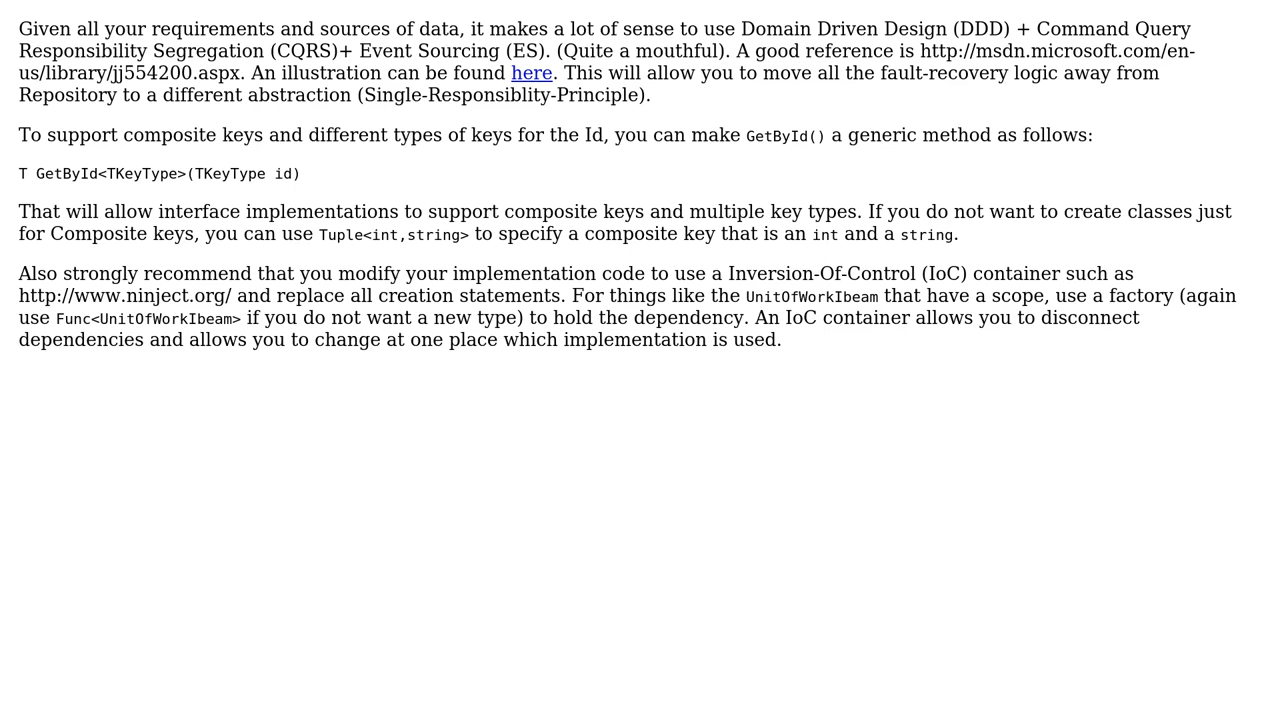 Given all your requirements and sources of data, it makes a lot of sense to use Domain Driven Design (DDD) + Command Query
Responsibility Segregation (CQRS)+ Event Sourcing (ES). (Quite a mouthful). A good reference is http://msdn.microsoft.com/en-
us/library/jj554200.aspx. An illustration can be found here. This will allow you to move all the fault-recovery logic away from
Repository to a different abstraction (Single-Responsiblity-Principle).
To support composite keys and different types of keys for the Id, you can make GetById() a generic method as follows:
T GetById<TKeyType>(TKeyType id)
That will allow interface implementations to support composite keys and multiple key types. If you do not want to create classes just
for Composite keys, you can use Tuple<int,string> to specify a composite key that is an int and a string.
Also strongly recommend that you modify your implementation code to use a Inversion-Of-Control (IoC) container such as
http://www.ninject.org/ and replace all creation statements. For things like the UnitOfWorkIbeam that have a scope, use a factory (again
use Func<UnitOfWorkIbeam> if you do not want a new type) to hold the dependency. An IoC container allows you to disconnect
dependencies and allows you to change at one place which implementation is used.